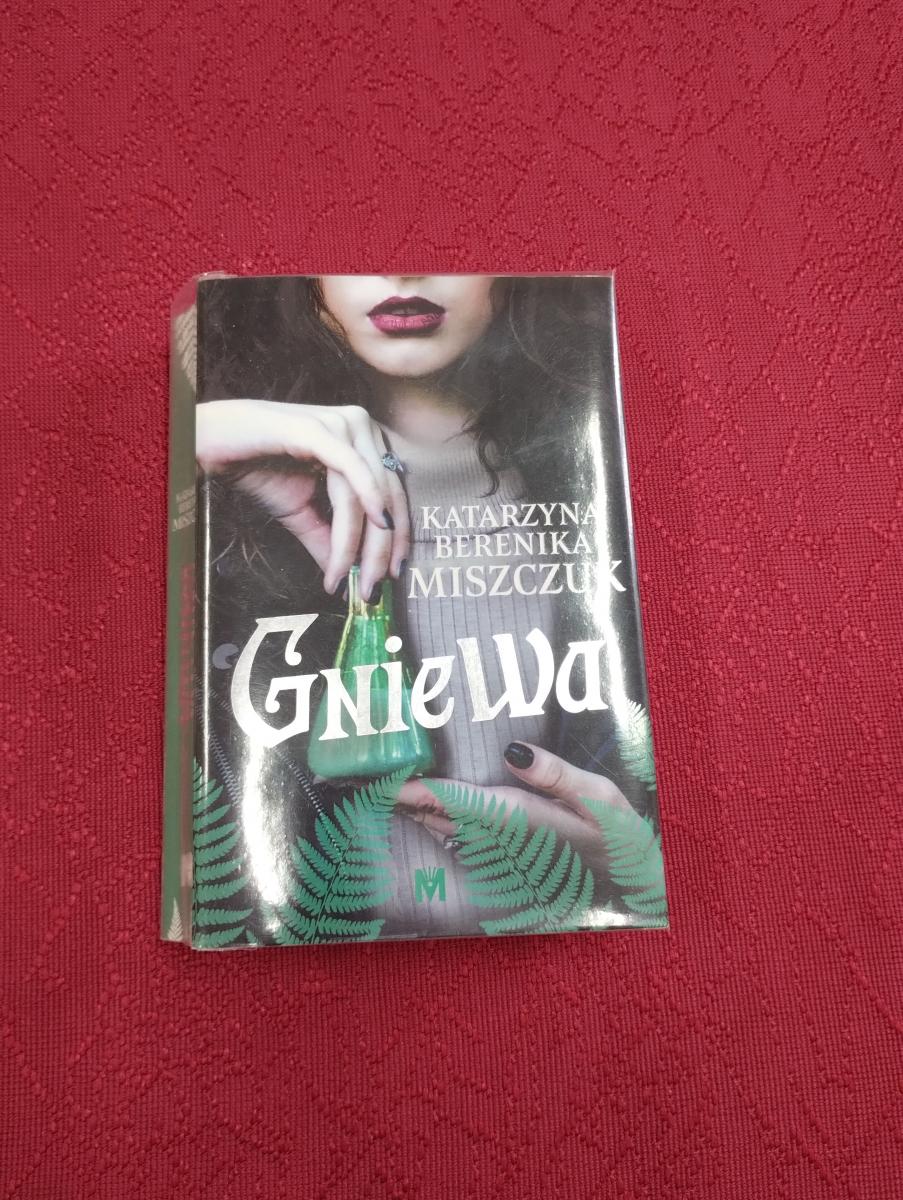 KATARZYNA
BERENIKA
MISZCZUK
Gniewa
M